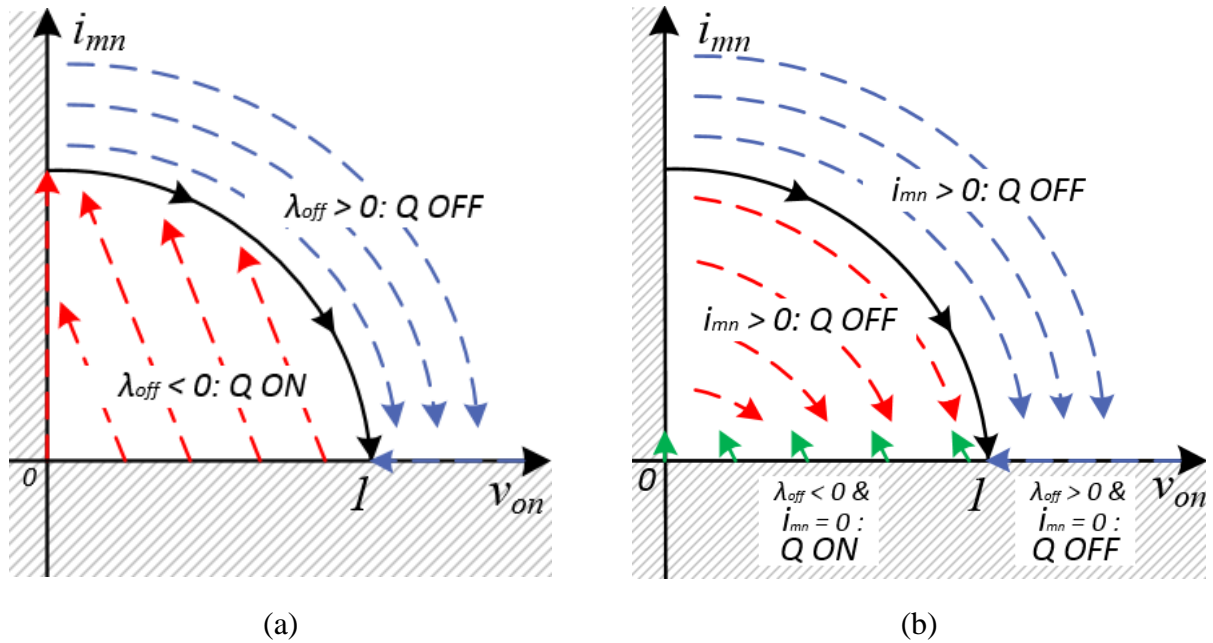 i_mn
λ_off > 0: Q OFF
λ_off < 0: Q ON
0
1
v_on
(a)
i_mn
i_mn > 0: Q OFF
i_mn > 0: Q OFF
0
1
v_on
λ_off < 0 &
i_mn = 0 :
Q ON
λ_off > 0 &
i_mn = 0 :
Q OFF
(b)